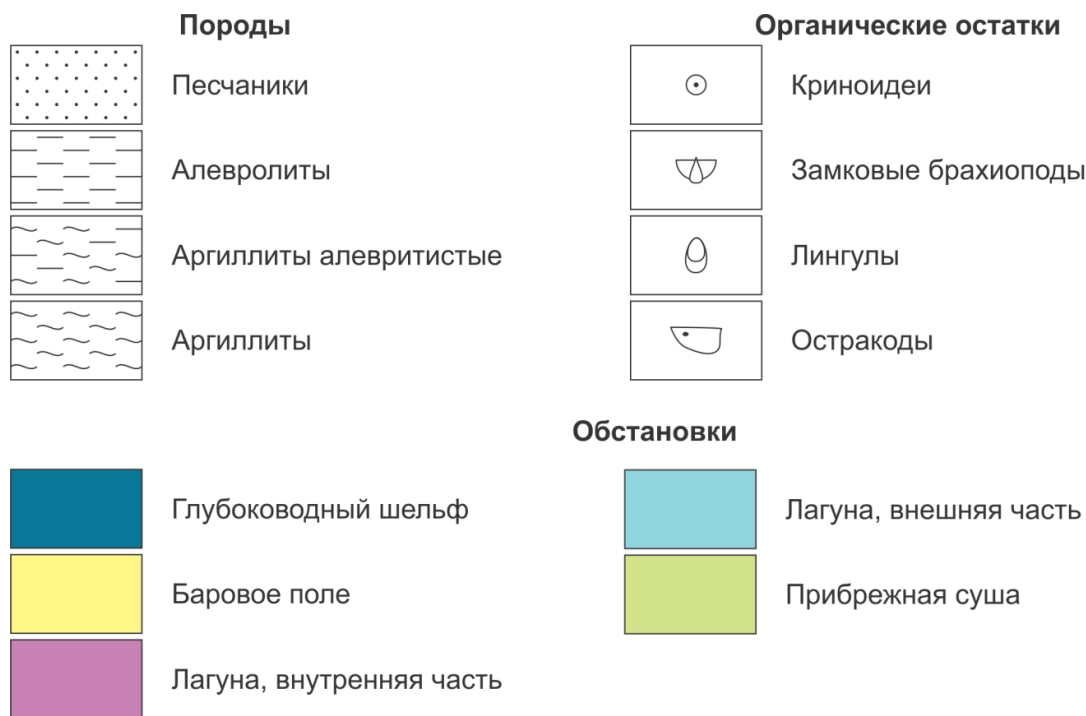 Породы
Песчаники
Алевролиты
Аргиллиты алевритистые
Аргиллиты
Органические остатки
Криноидеи
Замковые брахиоподы
Лингулы
Остракоды
Обстановки
Глубоководный шельф
Баровое поле
Лагуна, внутренняя часть
Лагуна, внешняя часть
Прибрежная суша